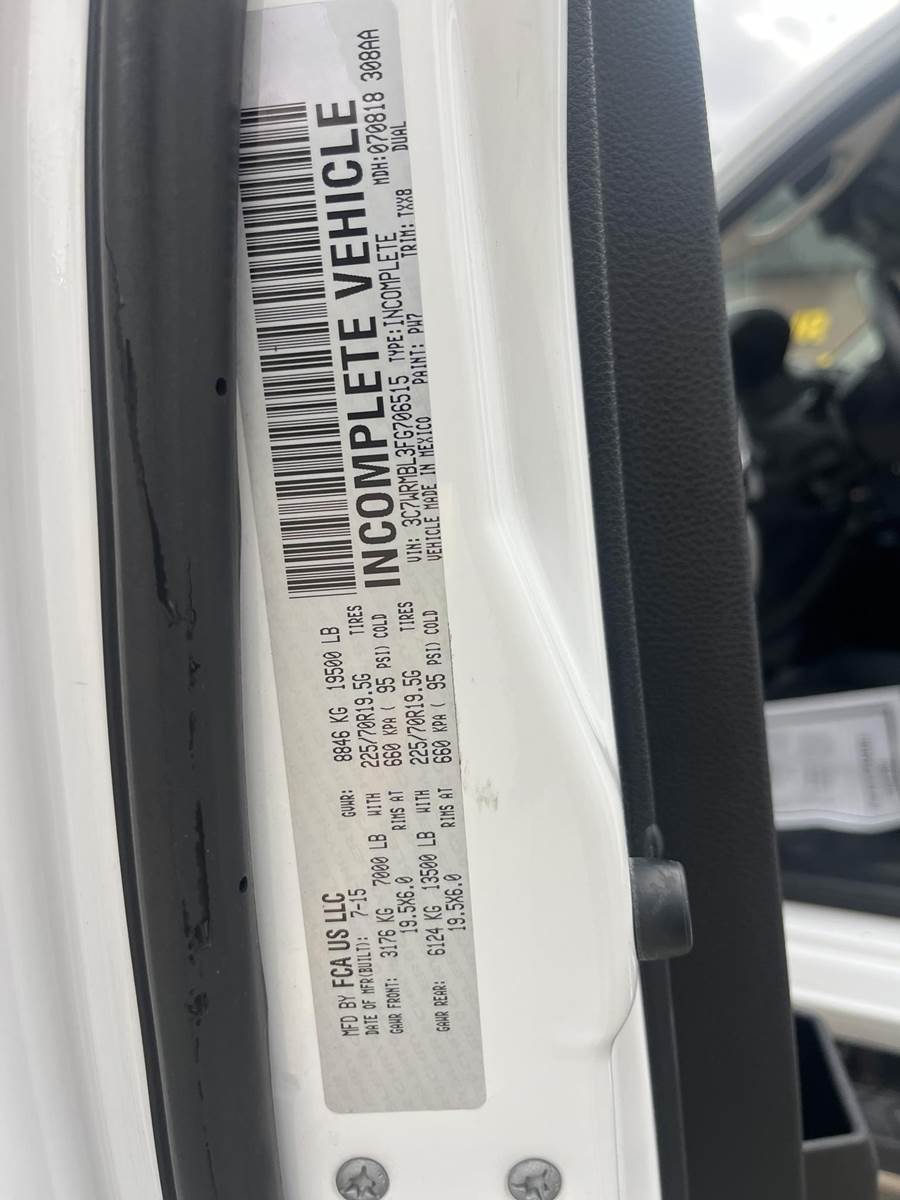 MFD BY FCA US LLC
DATE OF MFR(BUILT): 7-15 GVWR: 8846 KG 19500 LB
GAWR FRONT: 3176 KG 7000 LB WITH 225/70R19.5G TIRES
19.5X6.0 RIMS AT 660 KPA ( 95 PSI) COLD
GAWR REAR: 6124 KG 13500 LB WITH 225/70R19.5G TIRES
19.5X6.0 RIMS AT 660 KPA ( 95 PSI) COLD
INCOMPLETE VEHICLE
MDH:070818 308AA
VIN: 3C7WRMBL3FG706515 TYPE:INCOMPLETE DUAL
VEHICLE MADE IN MEXICO PAINT: PW7 TRIM: TXX8